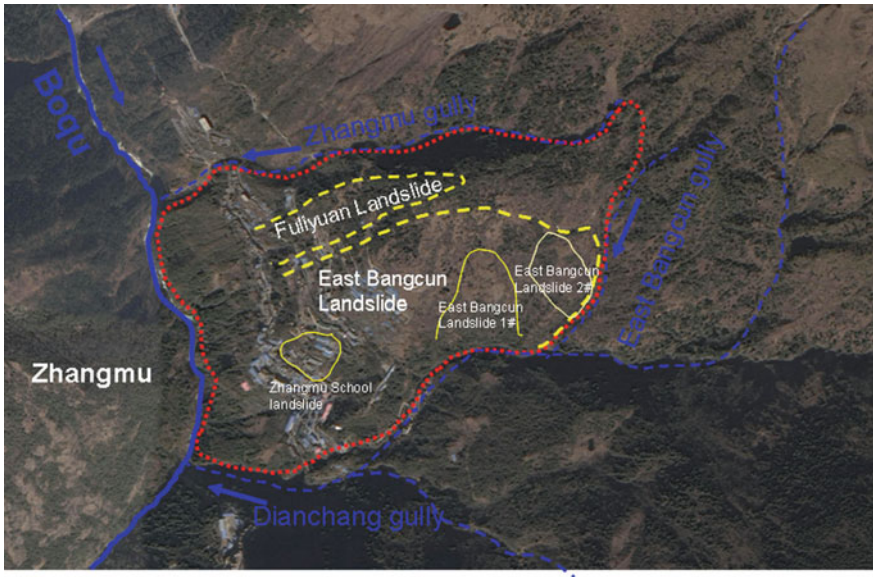 Boqu
Zhangmu gully
Fuliyuan Landslide
East Bangcun gully
East Bangcun
Landslide 2#
East Bangcun
Landslide
East Bangcun
Landslide 1#
Zhangmu
Zhangmu School
landslide
Dianchang gully